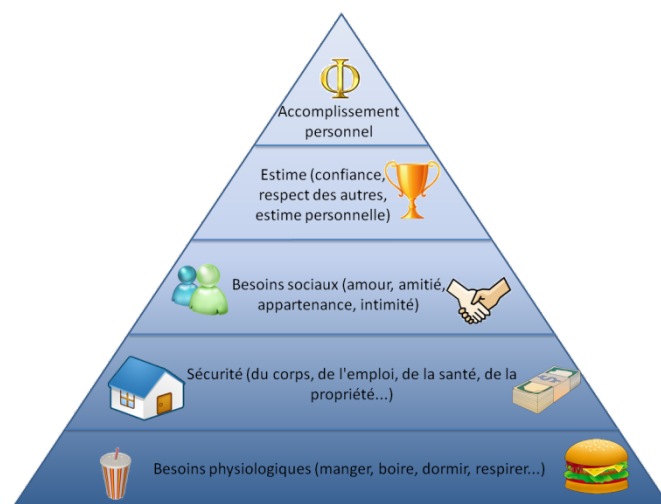 Φ
Accomplissement
personnel
Estime (confiance,
respect des autres,
estime personnelle)
Besoins sociaux (amour, amitié,
appartenance, intimité)
Sécurité (du corps, de l'emploi, de la santé, de la
propriété...)
Besoins physiologiques (manger, boire, dormir, respirer...)